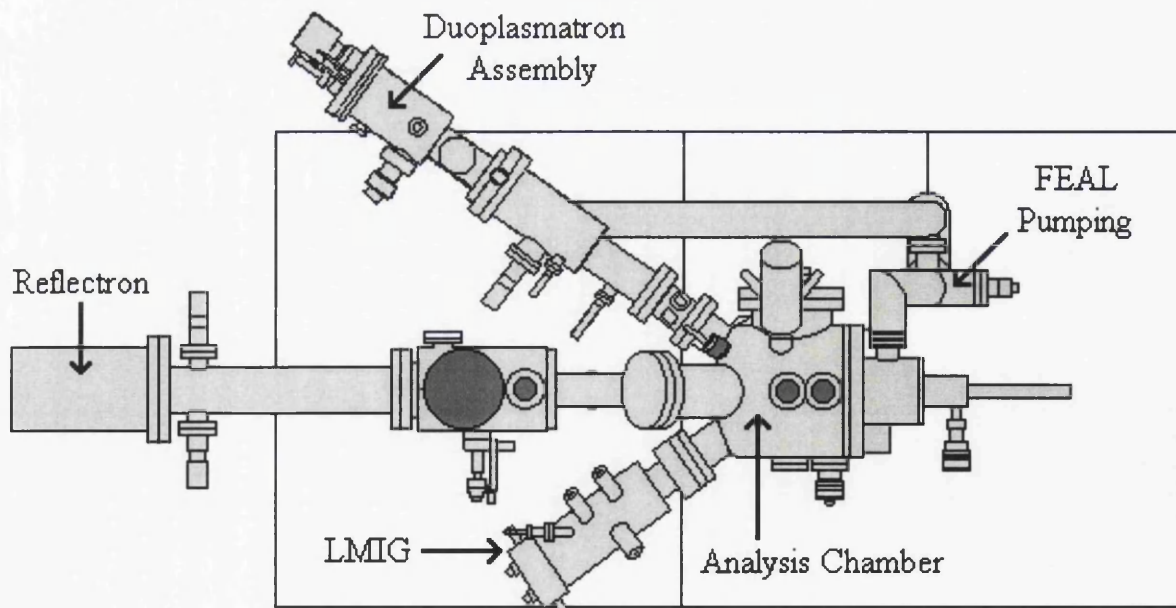 Duoplasmatron
Assembly
FEAL
Pumping
Reflectron
LMIG
Analysis Chamber